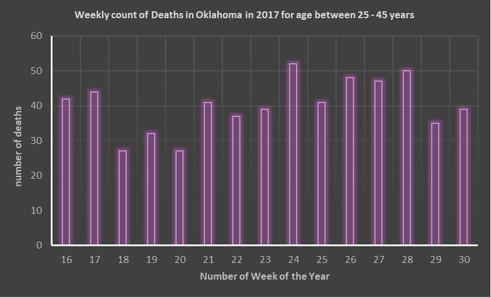 Weekly count of Deaths in Oklahoma in 2017 for age between 25 - 45 years
60
50
40
30
20
10
0
number of deaths
16 17 18 19 20 21 22 23 24 25 26 27 28 29 30
Number of Week of the Year